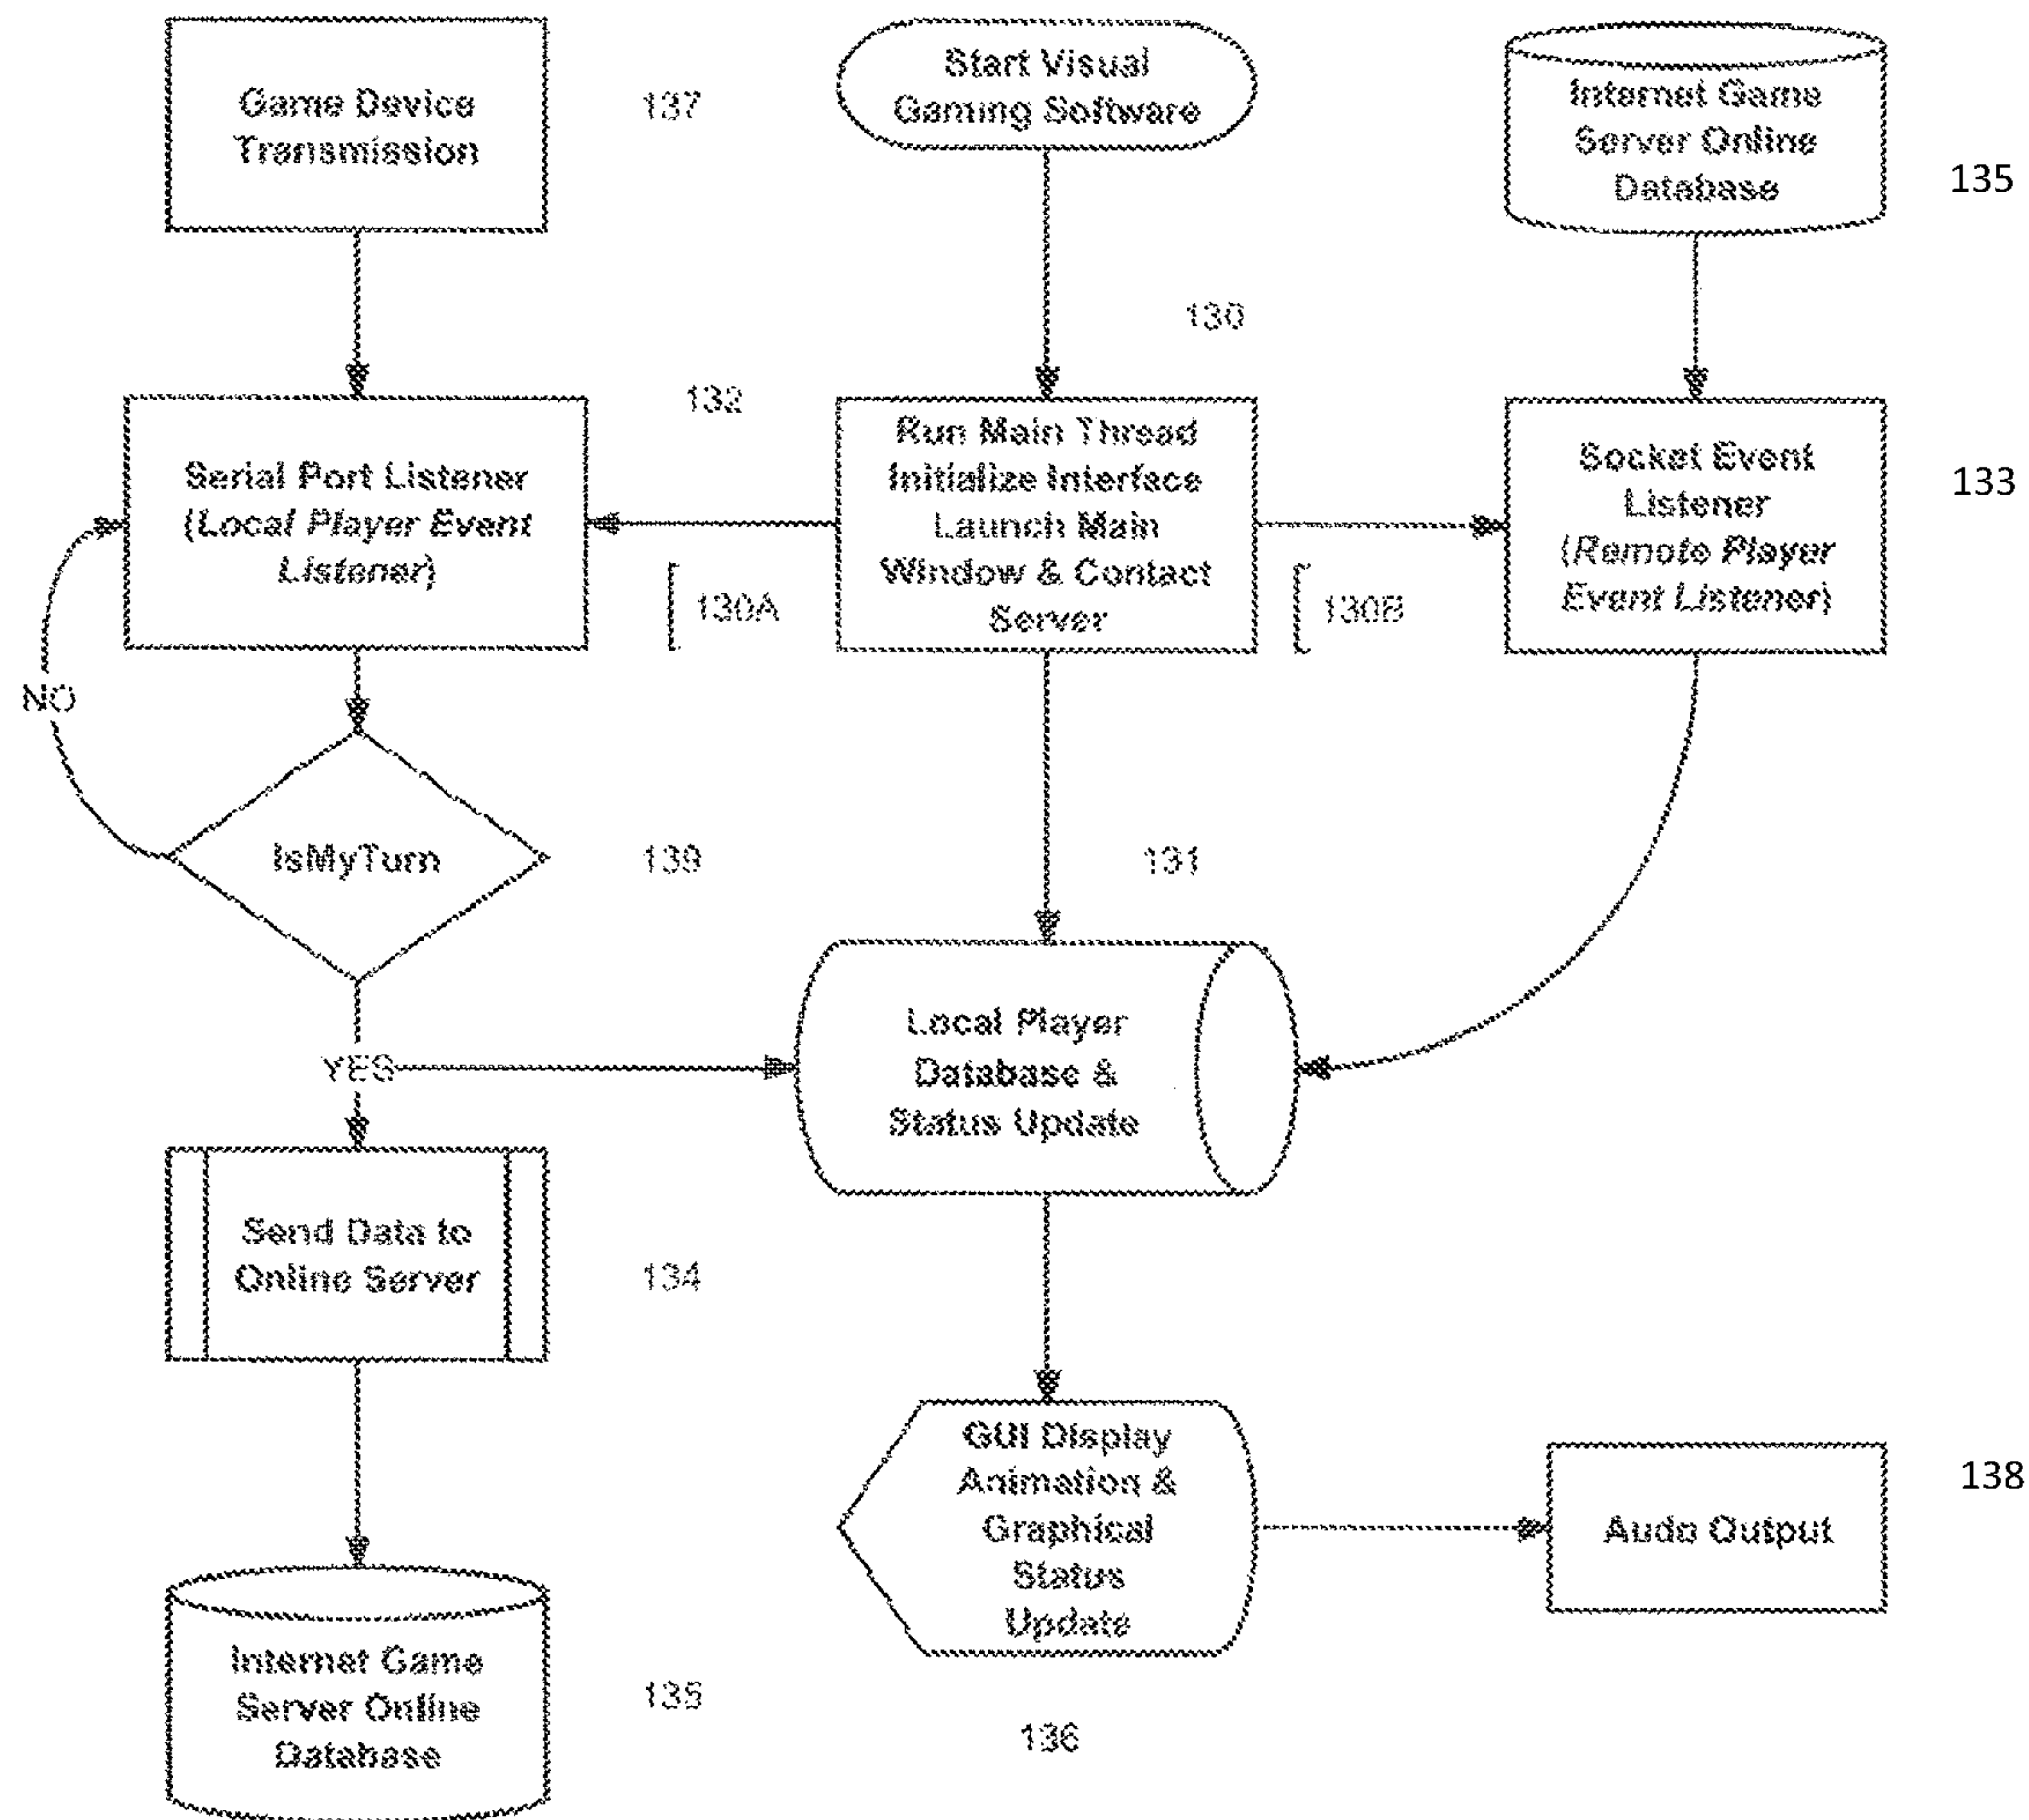 Game Device
Transmission
137
Start Visual
Gaming Software
Internet Game
Server Online
Database
135
130
132
Serial Port Listener
(Local Player Event
Listener)
Run Main Thread
Initialize Interface
Launch Main
Window & Contact
Server
Socket Event
Listener
(Remote Player
Event Listener)
133
130A
130B
NO
IsMyTurn
139
131
YES
Local Player
Database &
Status Update
Send Data to
Online Server
134
GUI Display
Animation &
Graphical
Status
Update
Audo Output
138
Internet Game
Server Online
Database
135
136